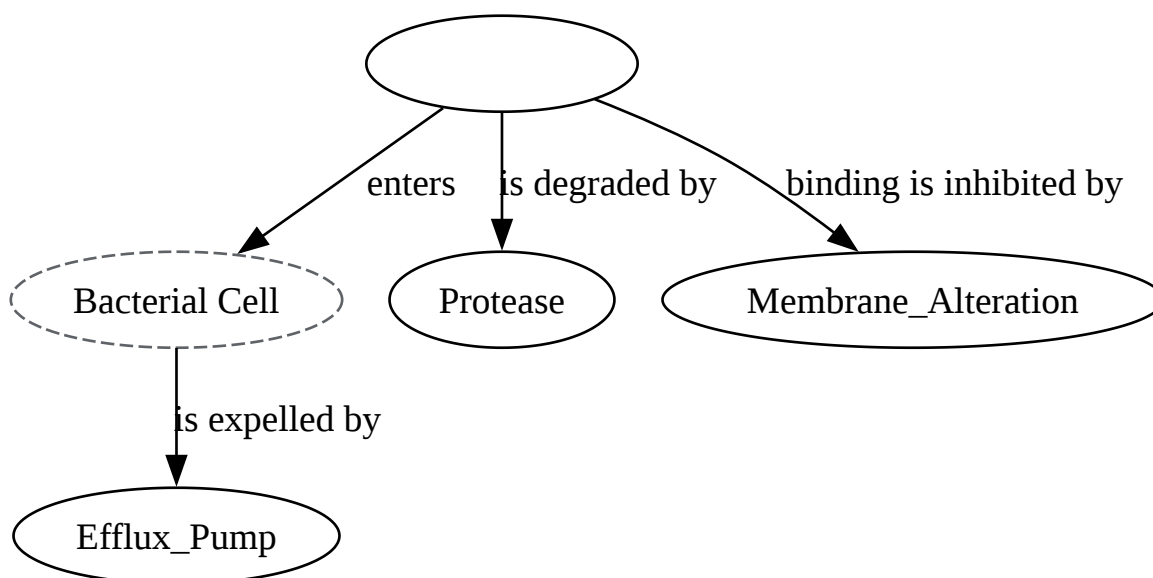 enters
is degraded by
binding is inhibited by
Bacterial Cell
Protease
Membrane_Alteration
is expelled by
Efflux_Pump